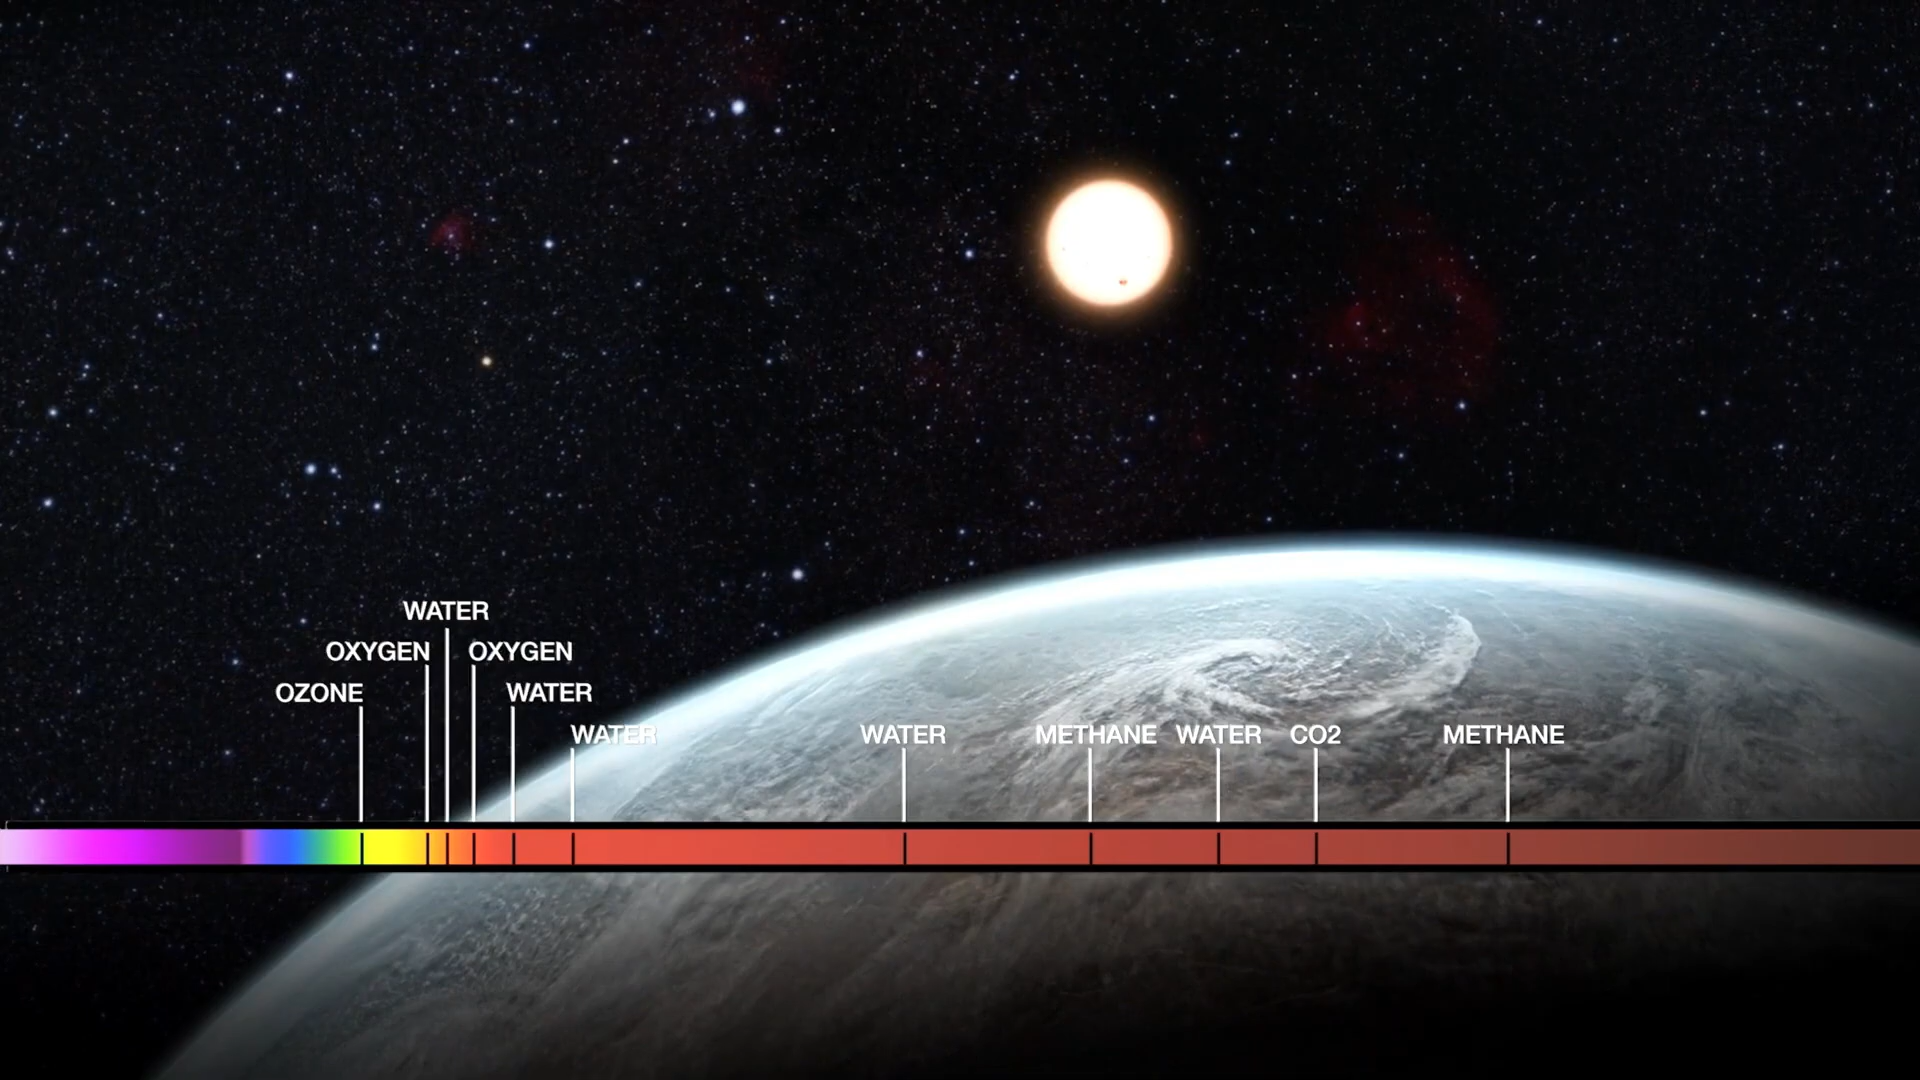 WATER
OXYGEN OXYGEN
OZONE WATER
WATER WATER METHANE WATER CO2 METHANE